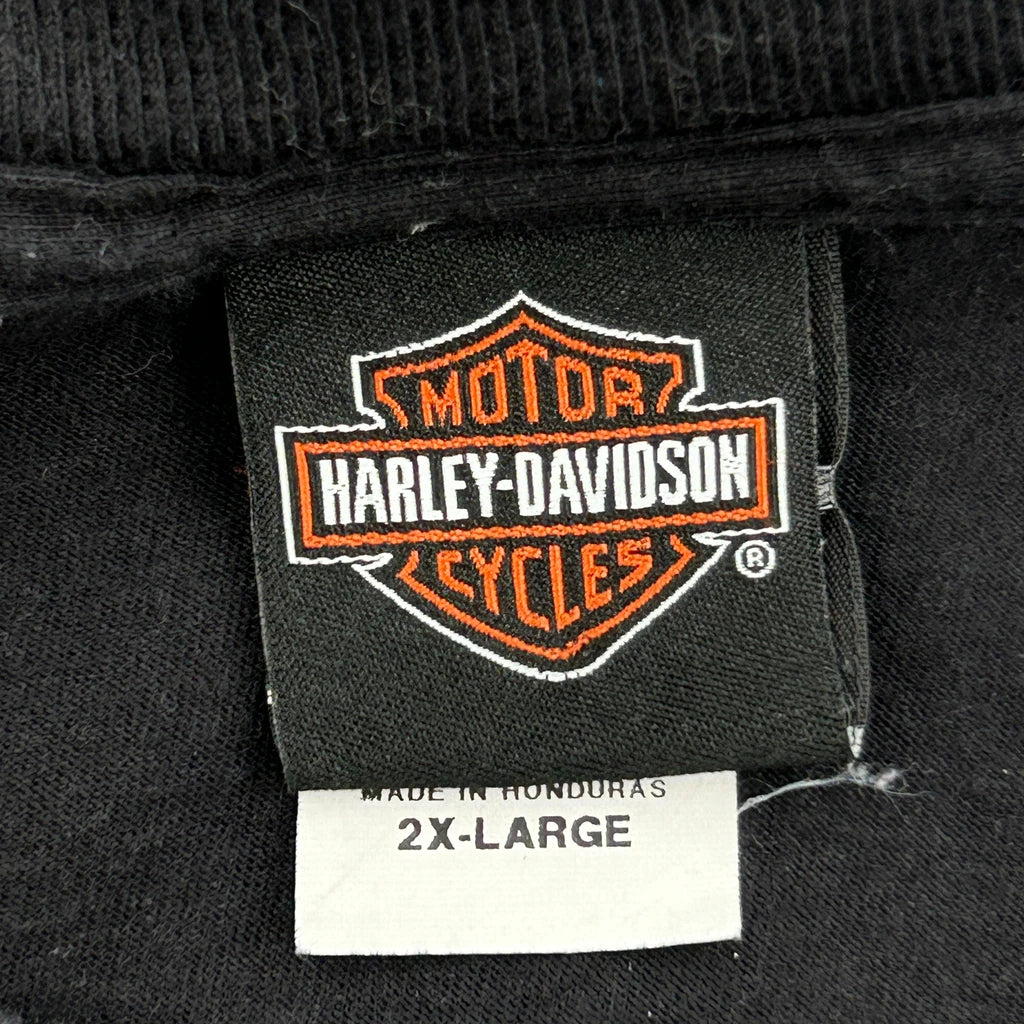 MOTOR
HARLEY-DAVIDSON
CYCLES
®
MADE IN HONDURAS
2X-LARGE